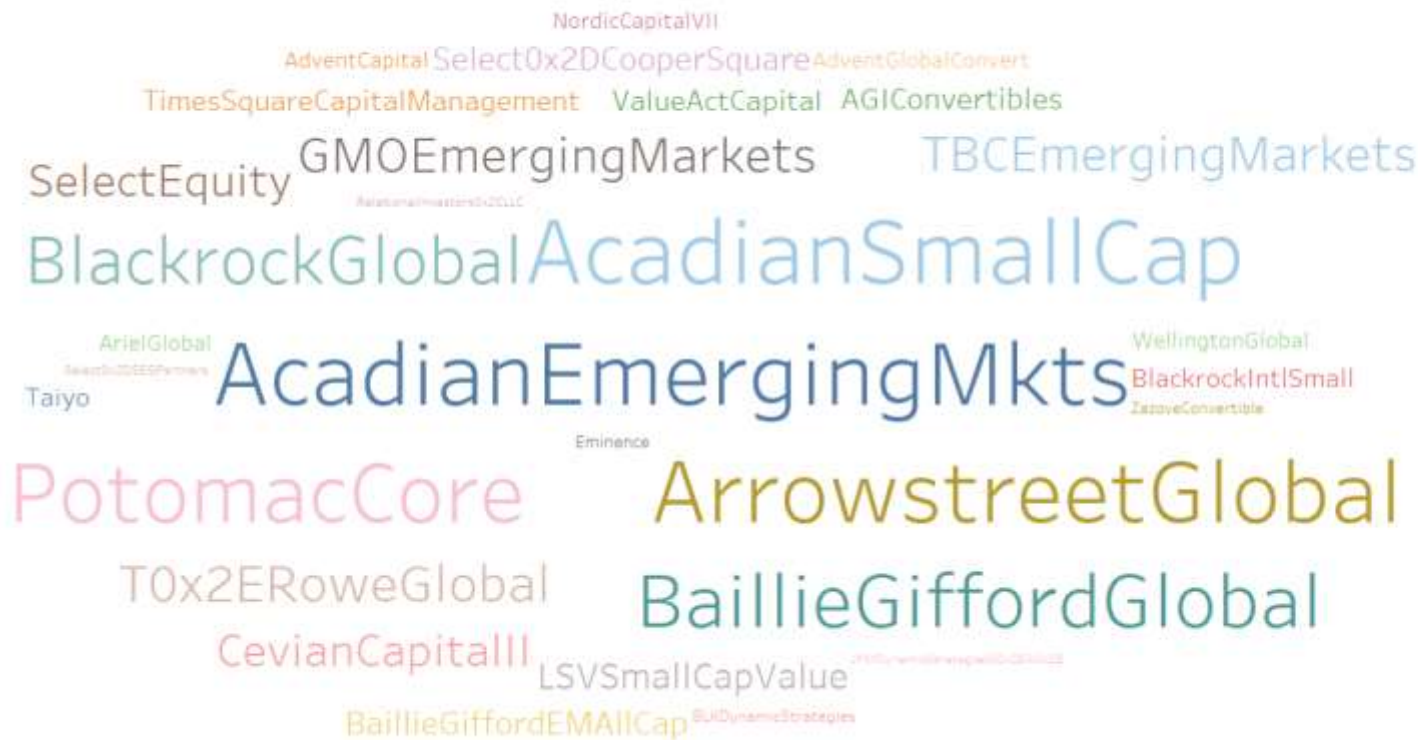 NordicCapitalVII
AdventCapital Select0x2DCooperSquare AdventGlobalConvert
TimesSquareCapitalManagement ValueActCapital AGIConvertibles
GMOEmergingMarkets TBCEmergingMarkets
SelectEquity
BlackrockGlobal AcadianSmallCap
ArielGlobal WellingtonGlobal
AcadianEmergingMkts BlackrockIntlSmall
Taiyo ZazoveConvertible
Eminence
PotomacCore ArrowstreetGlobal
T0x2ERoweGlobal BaillieGiffordGlobal
CevianCapitalII
LSVSmallCapValue
BaillieGiffordEMAllCap BLKDynamicStrategies